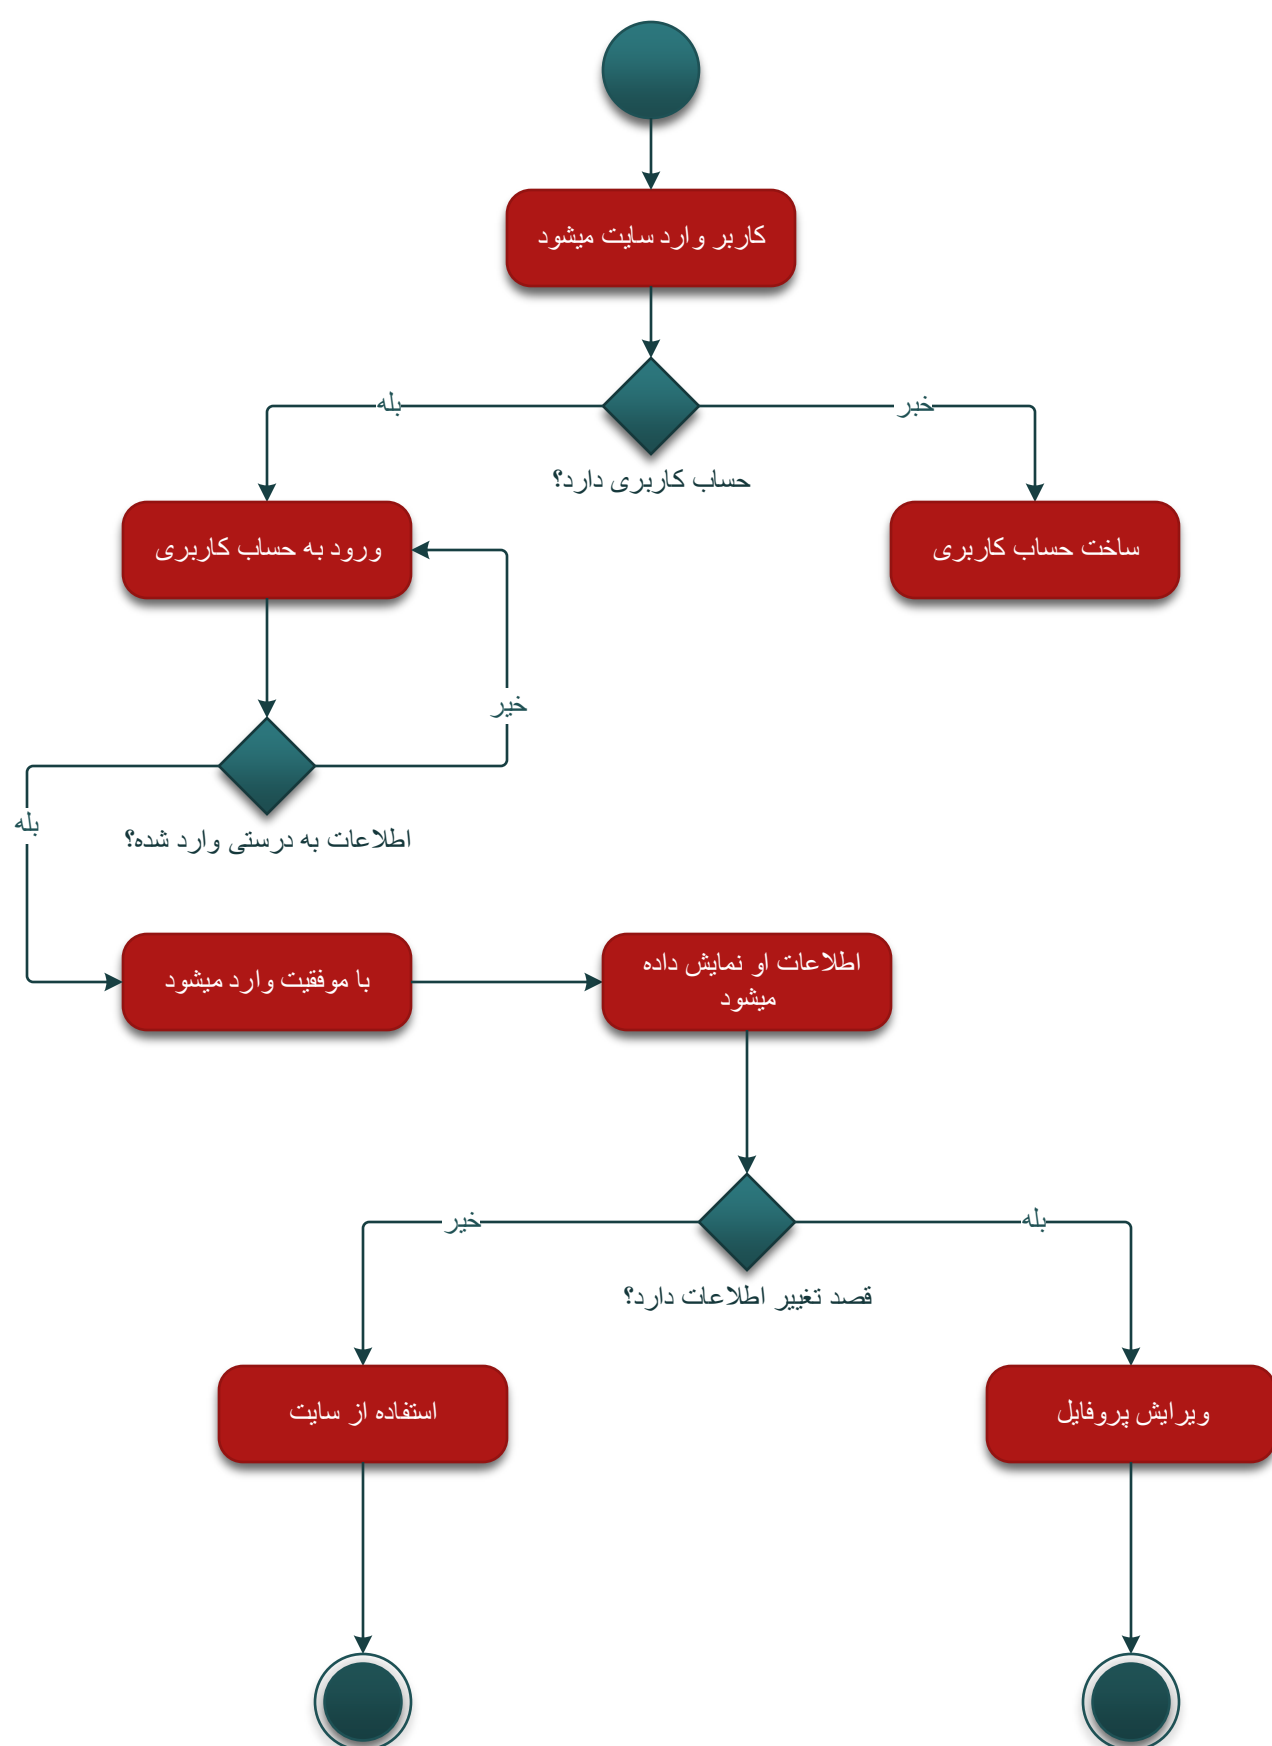 کاربر وارد سایت میشود
بله
خبر
حساب کاربری دارد؟
ورود به حساب کاربری
ساخت حساب کاربری
خیر
بله
اطلاعات به درستی وارد شده؟
با موفقیت وارد میشود
اطلاعات او نمایش داده
میشود
خیر
بله
قصد تغییر اطلاعات دارد؟
استفاده از سایت
ویرایش پروفایل